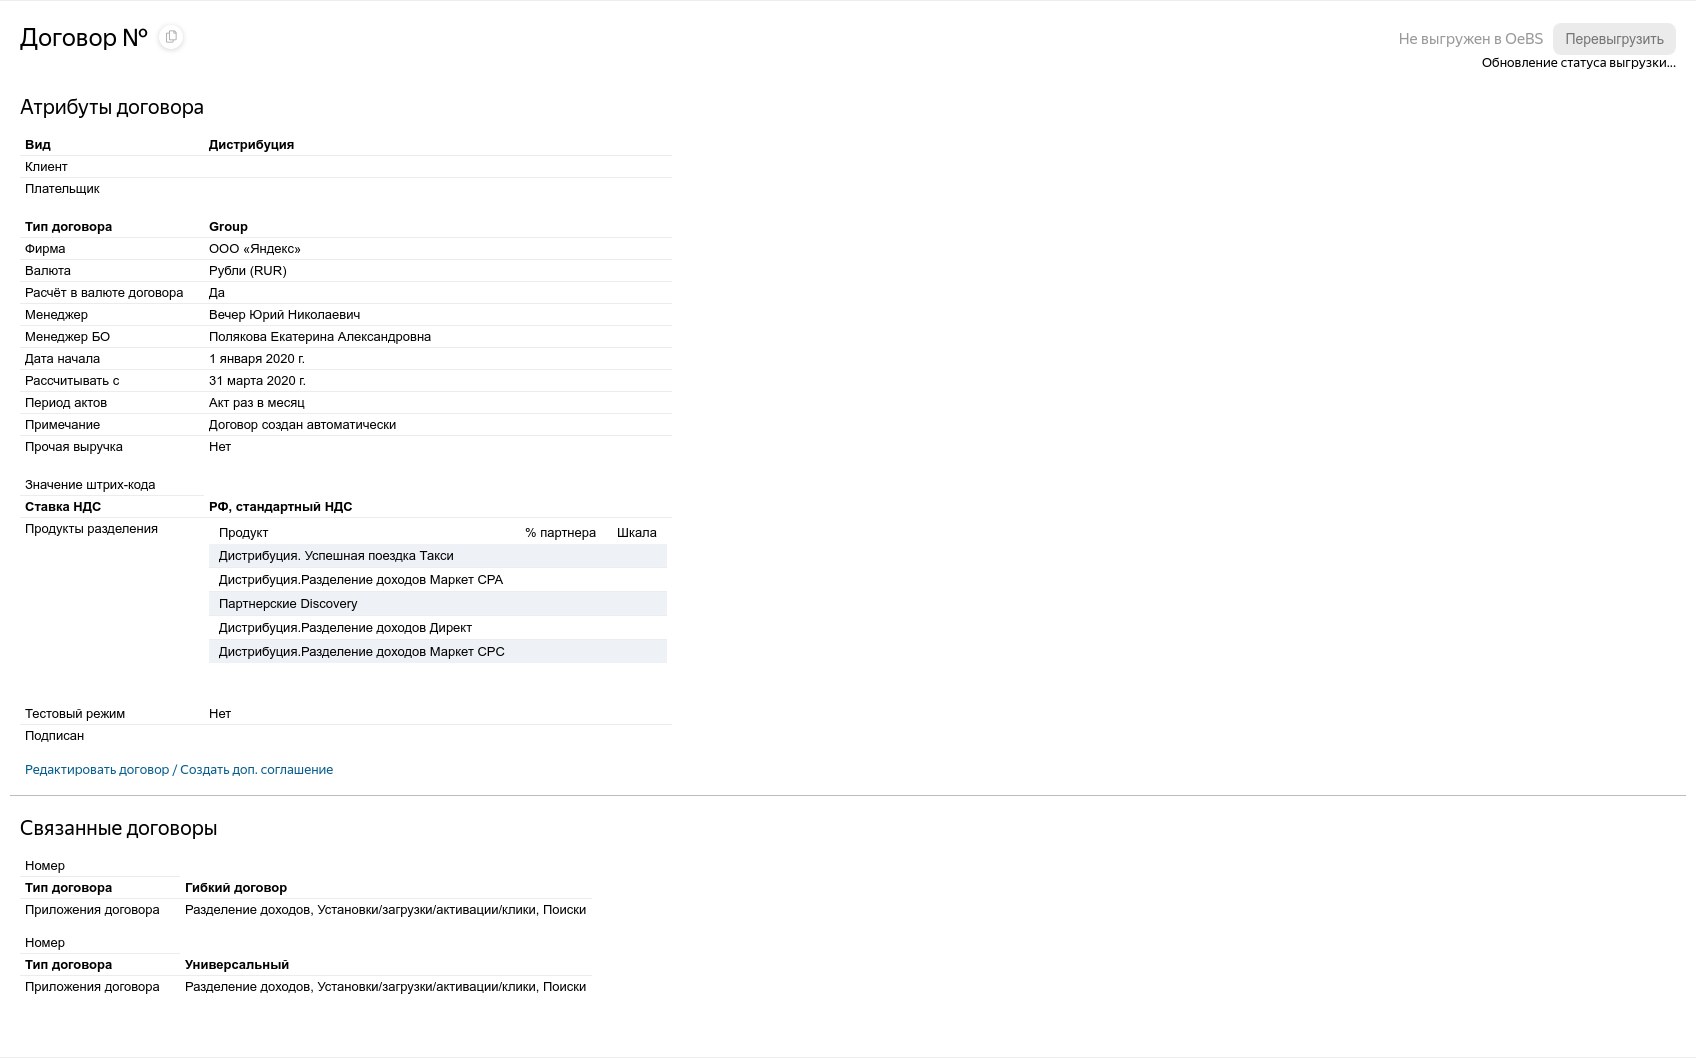 Договор №
Не выгружен в OeBS Перевыгрузить
Обновление статуса выгрузки...
Атрибуты договора
Вид Дистрибуция
Клиент
Плательщик
Тип договора Group
Фирма ООО «Яндекс»
Валюта Рубли (RUR)
Расчёт в валюте договора Да
Менеджер Вечер Юрий Николаевич
Менеджер БО Полякова Екатерина Александровна
Дата начала 1 января 2020 г.
Рассчитывать с 31 марта 2020 г.
Период актов Акт раз в месяц
Примечание Договор создан автоматически
Прочая выручка Нет
Значение штрих-кода
Ставка НДС РФ, стандартный НДС
Продукты разделения
Продукт % партнера Шкала
Дистрибуция. Успешная поездка Такси
Дистрибуция.Разделение доходов Маркет CPA
Партнерские Discovery
Дистрибуция.Разделение доходов Директ
Дистрибуция.Разделение доходов Маркет CPC
Тестовый режим Нет
Подписан
Редактировать договор / Создать доп. соглашение
Связанные договоры
Номер
Тип договора Гибкий договор
Приложения договора Разделение доходов, Установки/загрузки/активации/клики, Поиски
Номер
Тип договора Универсальный
Приложения договора Разделение доходов, Установки/загрузки/активации/клики, Поиски